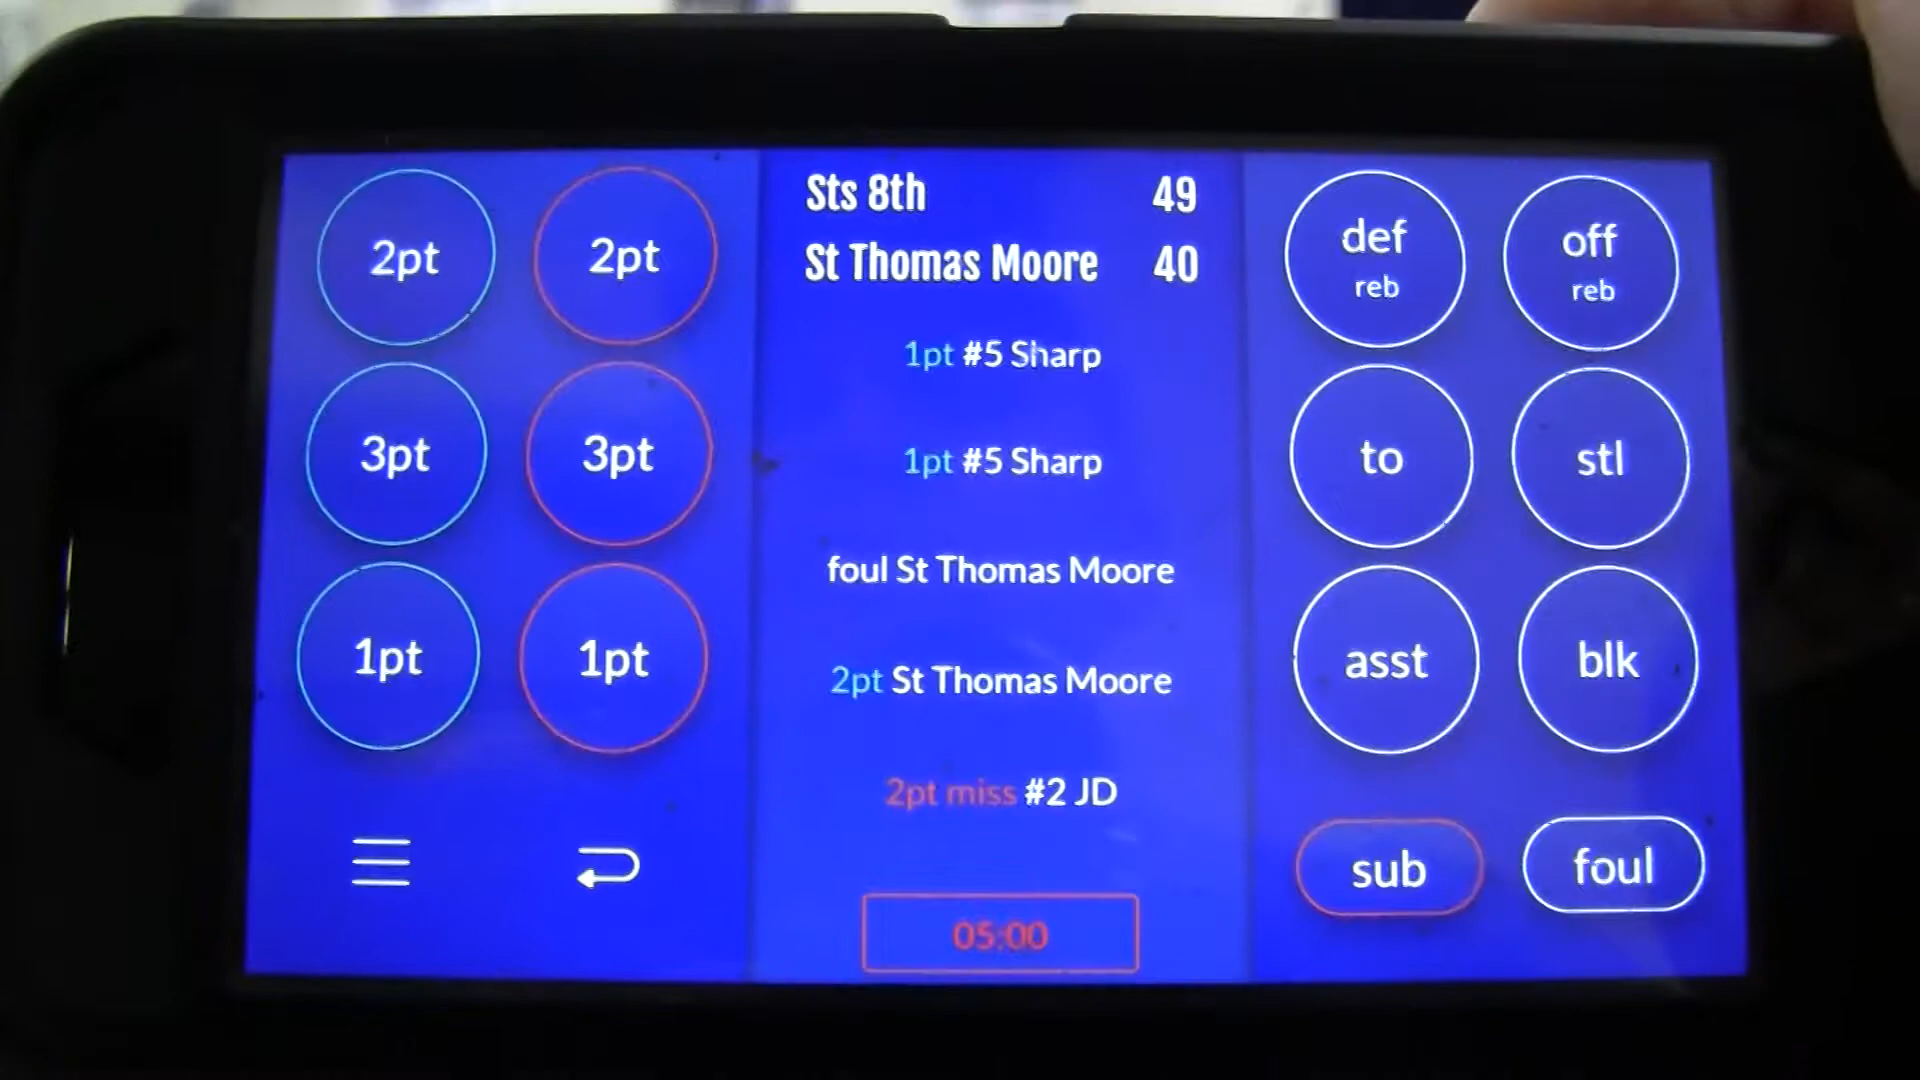 2pt
2pt
3pt
3pt
1pt
1pt
Sts 8th 49
St Thomas Moore 40
1pt #5 Sharp
1pt #5 Sharp
foul St Thomas Moore
2pt St Thomas Moore
2pt miss #2 JD
05:00
def
reb
off
reb
to
stl
asst
blk
sub
foul